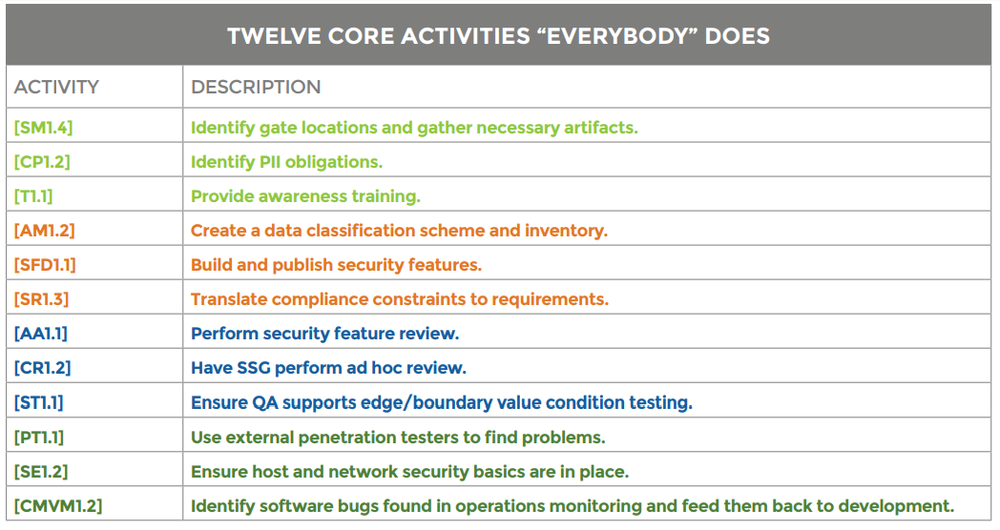 TWELVE CORE ACTIVITIES “EVERYBODY” DOES
ACTIVITY DESCRIPTION
[SM1.4] Identify gate locations and gather necessary artifacts.
[CP1.2] Identify PII obligations.
[T1.1] Provide awareness training.
[AM1.2] Create a data classification scheme and inventory.
[SFD1.1] Build and publish security features.
[SR1.3] Translate compliance constraints to requirements.
[AA1.1] Perform security feature review.
[CR1.2] Have SSG perform ad hoc review.
[ST1.1] Ensure QA supports edge/boundary value condition testing.
[PT1.1] Use external penetration testers to find problems.
[SE1.2] Ensure host and network security basics are in place.
[CMVM1.2] Identify software bugs found in operations monitoring and feed them back to development.